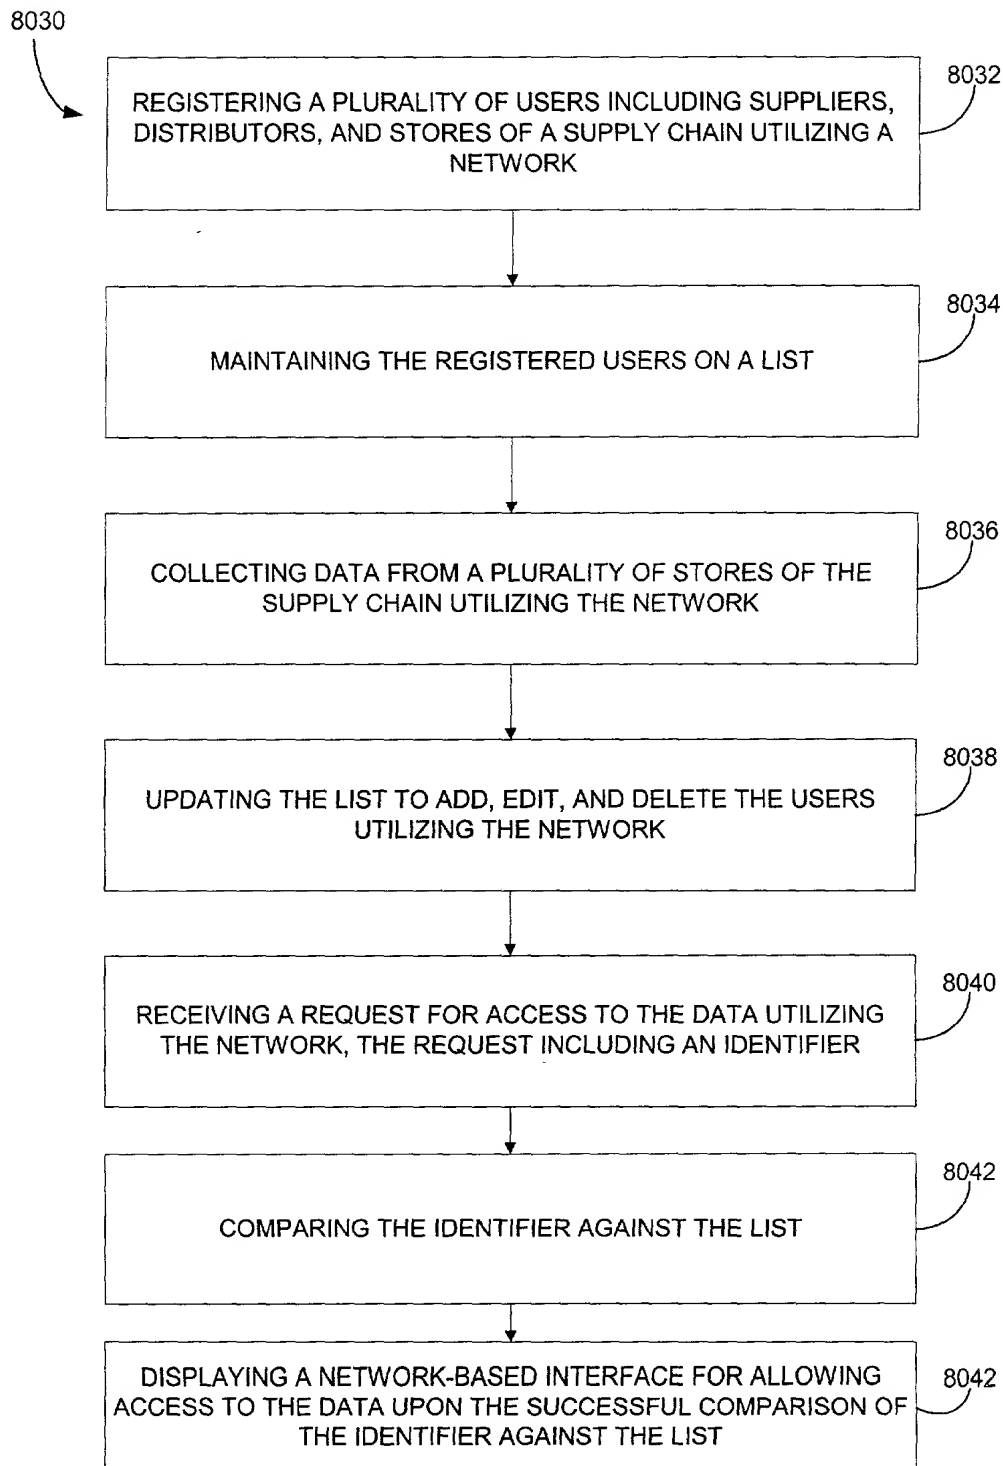 8030
8032
REGISTERING A PLURALITY OF USERS INCLUDING SUPPLIERS,
DISTRIBUTORS, AND STORES OF A SUPPLY CHAIN UTILIZING A
NETWORK
8034
MAINTAINING THE REGISTERED USERS ON A LIST
8036
COLLECTING DATA FROM A PLURALITY OF STORES OF THE
SUPPLY CHAIN UTILIZING THE NETWORK
8038
UPDATING THE LIST TO ADD, EDIT, AND DELETE THE USERS
UTILIZING THE NETWORK
8040
RECEIVING A REQUEST FOR ACCESS TO THE DATA UTILIZING
THE NETWORK, THE REQUEST INCLUDING AN IDENTIFIER
8042
COMPARING THE IDENTIFIER AGAINST THE LIST
8042
DISPLAYING A NETWORK-BASED INTERFACE FOR ALLOWING
ACCESS TO THE DATA UPON THE SUCCESSFUL COMPARISON OF
THE IDENTIFIER AGAINST THE LIST